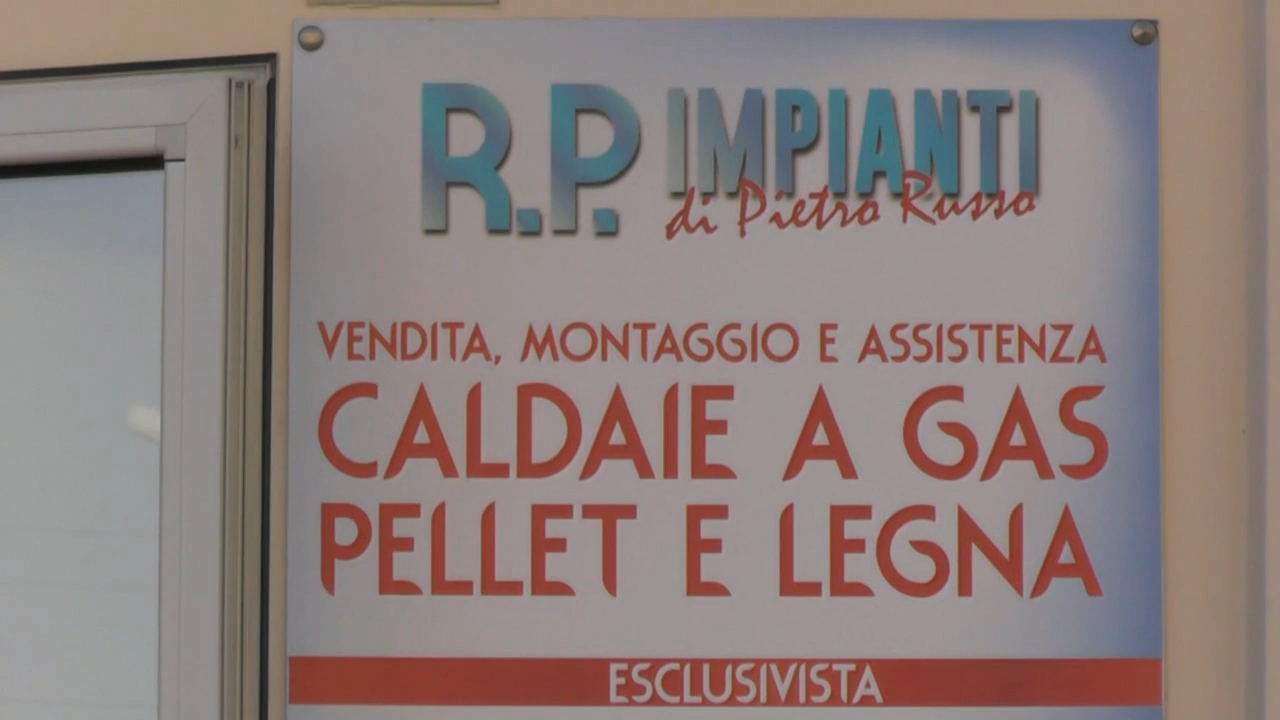 R.P. IMPIANTI
di Pietro Russo
VENDITA, MONTAGGIO E ASSISTENZA
CALDAIE A GAS
PELLET E LEGNA
ESCLUSIVISTA